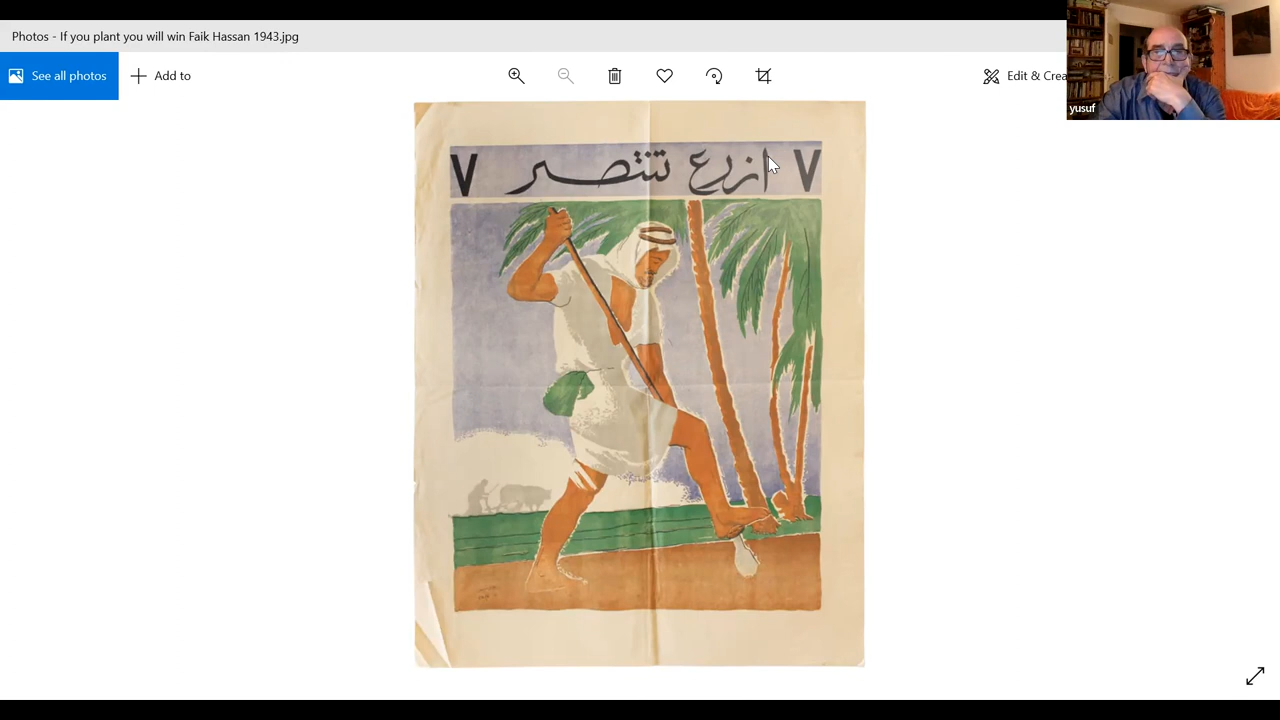 Photos - If you plant you will win Faik Hassan 1943.jpg
See all photos
Add to
Edit & Crea
yusuf
V ازرع تنتصر V